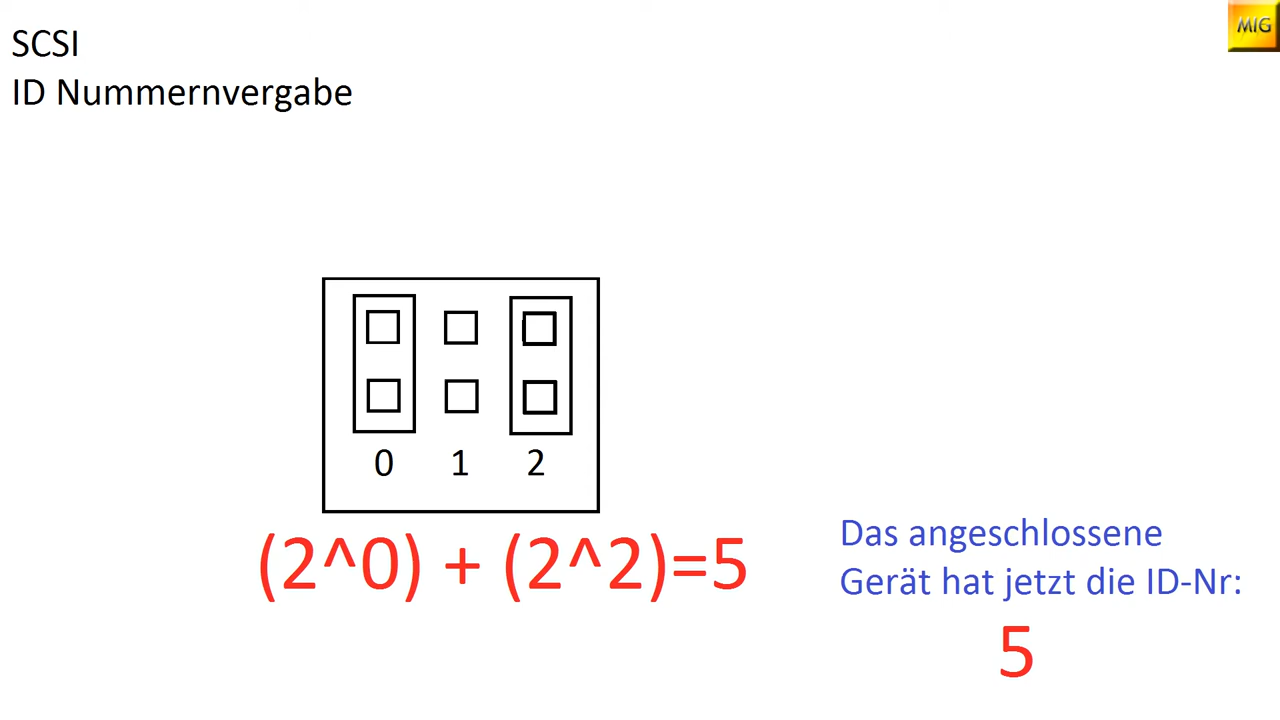 SCSI
ID Nummernvergabe
MIG
0 1 2
(2^0) + (2^2)=5
Das angeschlossene
Gerät hat jetzt die ID-Nr:
5